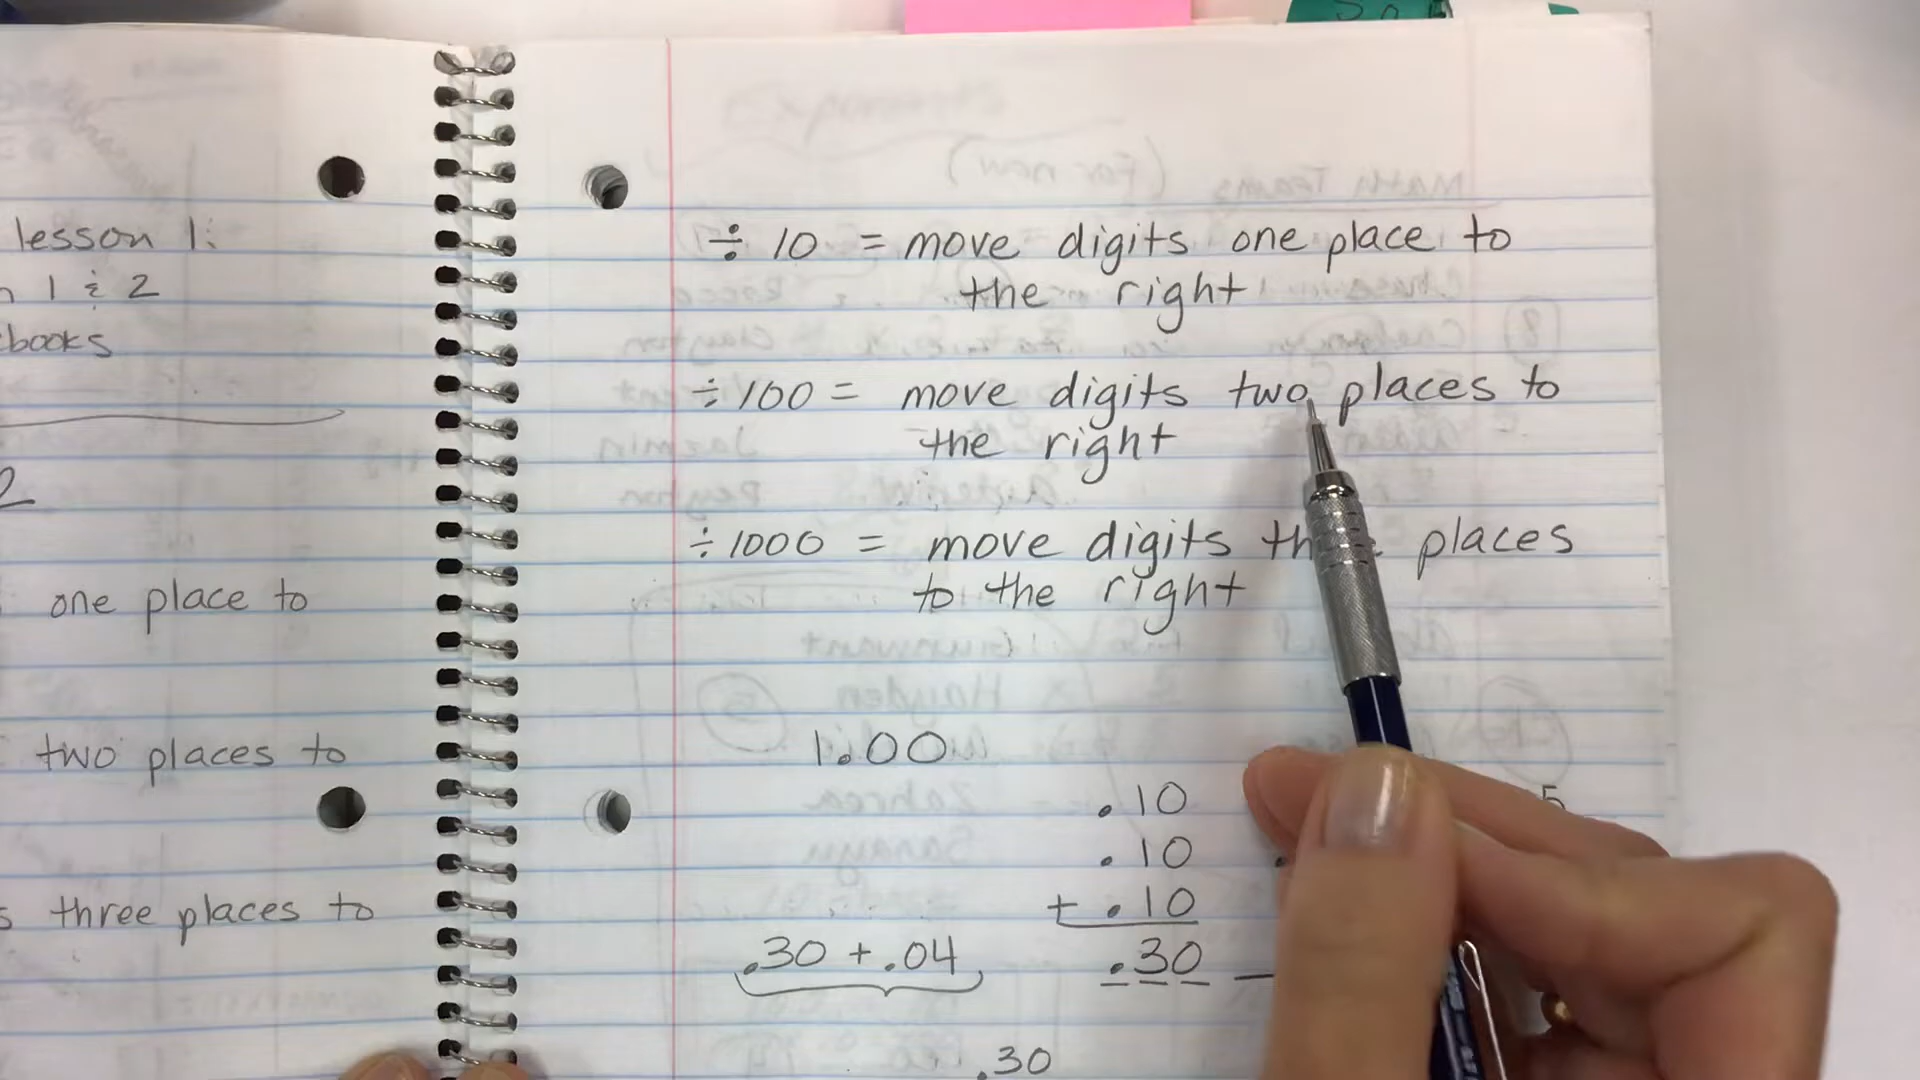 lesson 1:
1 & 2
books
2
one place to
two places to
three places to
÷ 10 = move digits one place to
the right
÷ 100 = move digits two places to
the right
÷ 1000 = move digits places
to the right
1.00
.10
.10
+ .10
.30 + .04 .30
.30
5